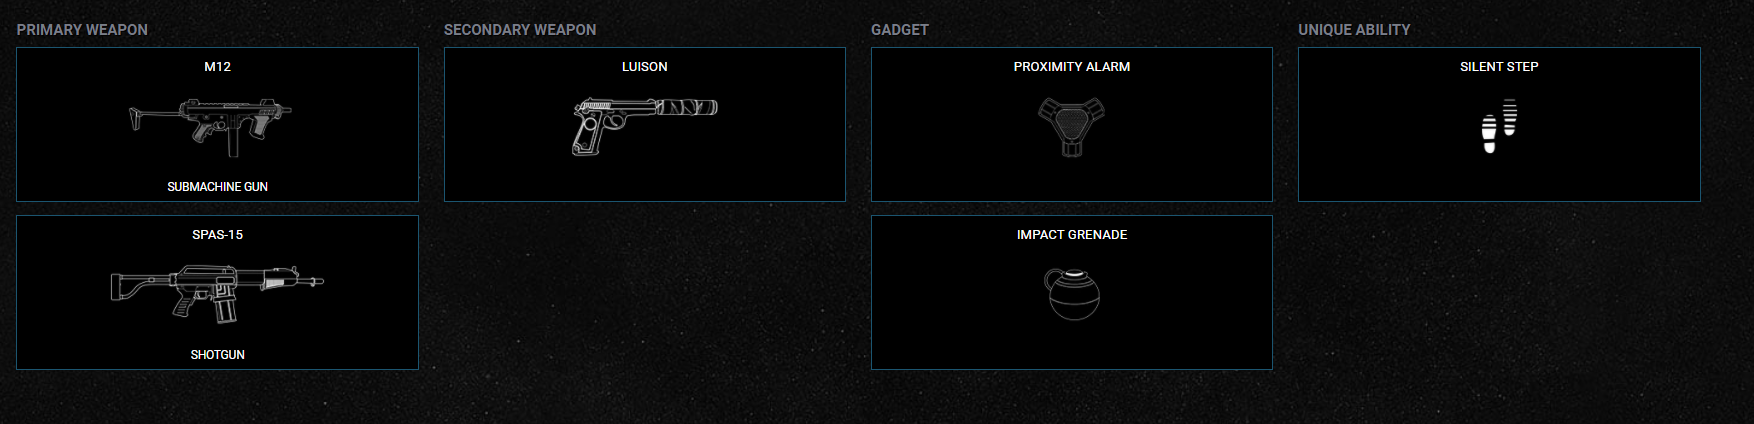 PRIMARY WEAPON
SECONDARY WEAPON
GADGET
UNIQUE ABILITY
M12
LUISON
PROXIMITY ALARM
SILENT STEP
SUBMACHINE GUN
SPAS-15
IMPACT GRENADE
SHOTGUN